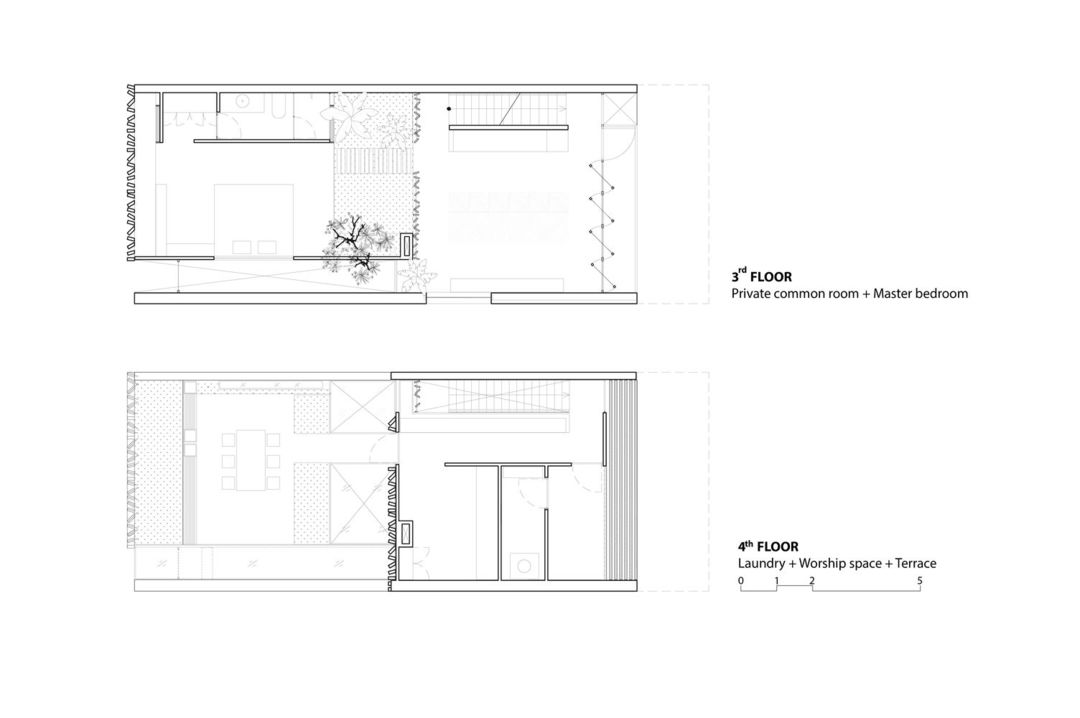 3rd FLOOR
Private common room + Master bedroom
4th FLOOR
Laundry + Worship space + Terrace
0 1 2 5